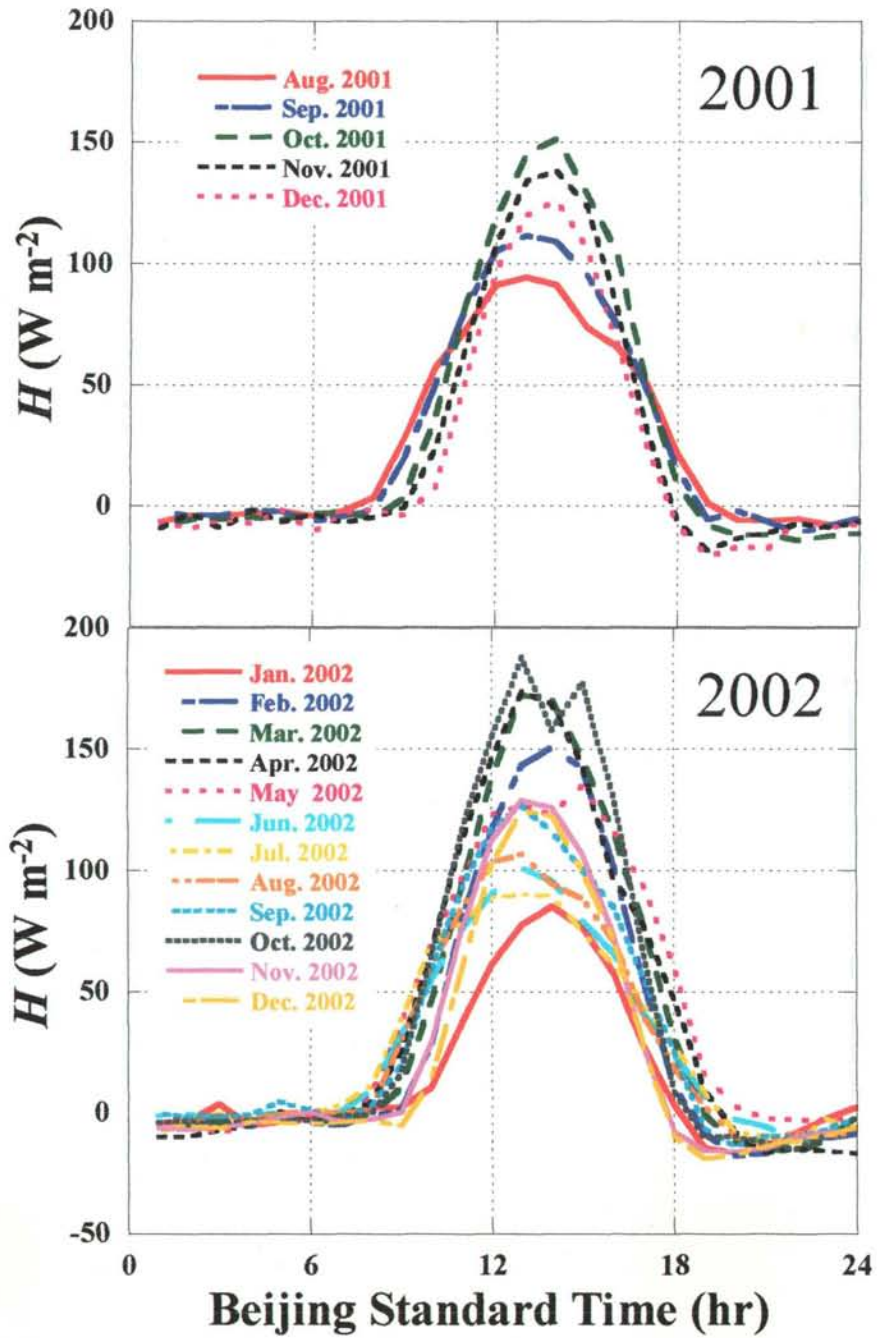 200
2001
Aug. 2001
Sep. 2001
Oct. 2001
Nov. 2001
Dec. 2001
150
100
50
0
H (W m-2)
200
2002
Jan. 2002
Feb. 2002
Mar. 2002
Apr. 2002
May 2002
Jun. 2002
Jul. 2002
Aug. 2002
Sep. 2002
Oct. 2002
Nov. 2002
Dec. 2002
150
100
50
0
-50
H (W m-2)
0 6 12 18 24
Beijing Standard Time (hr)